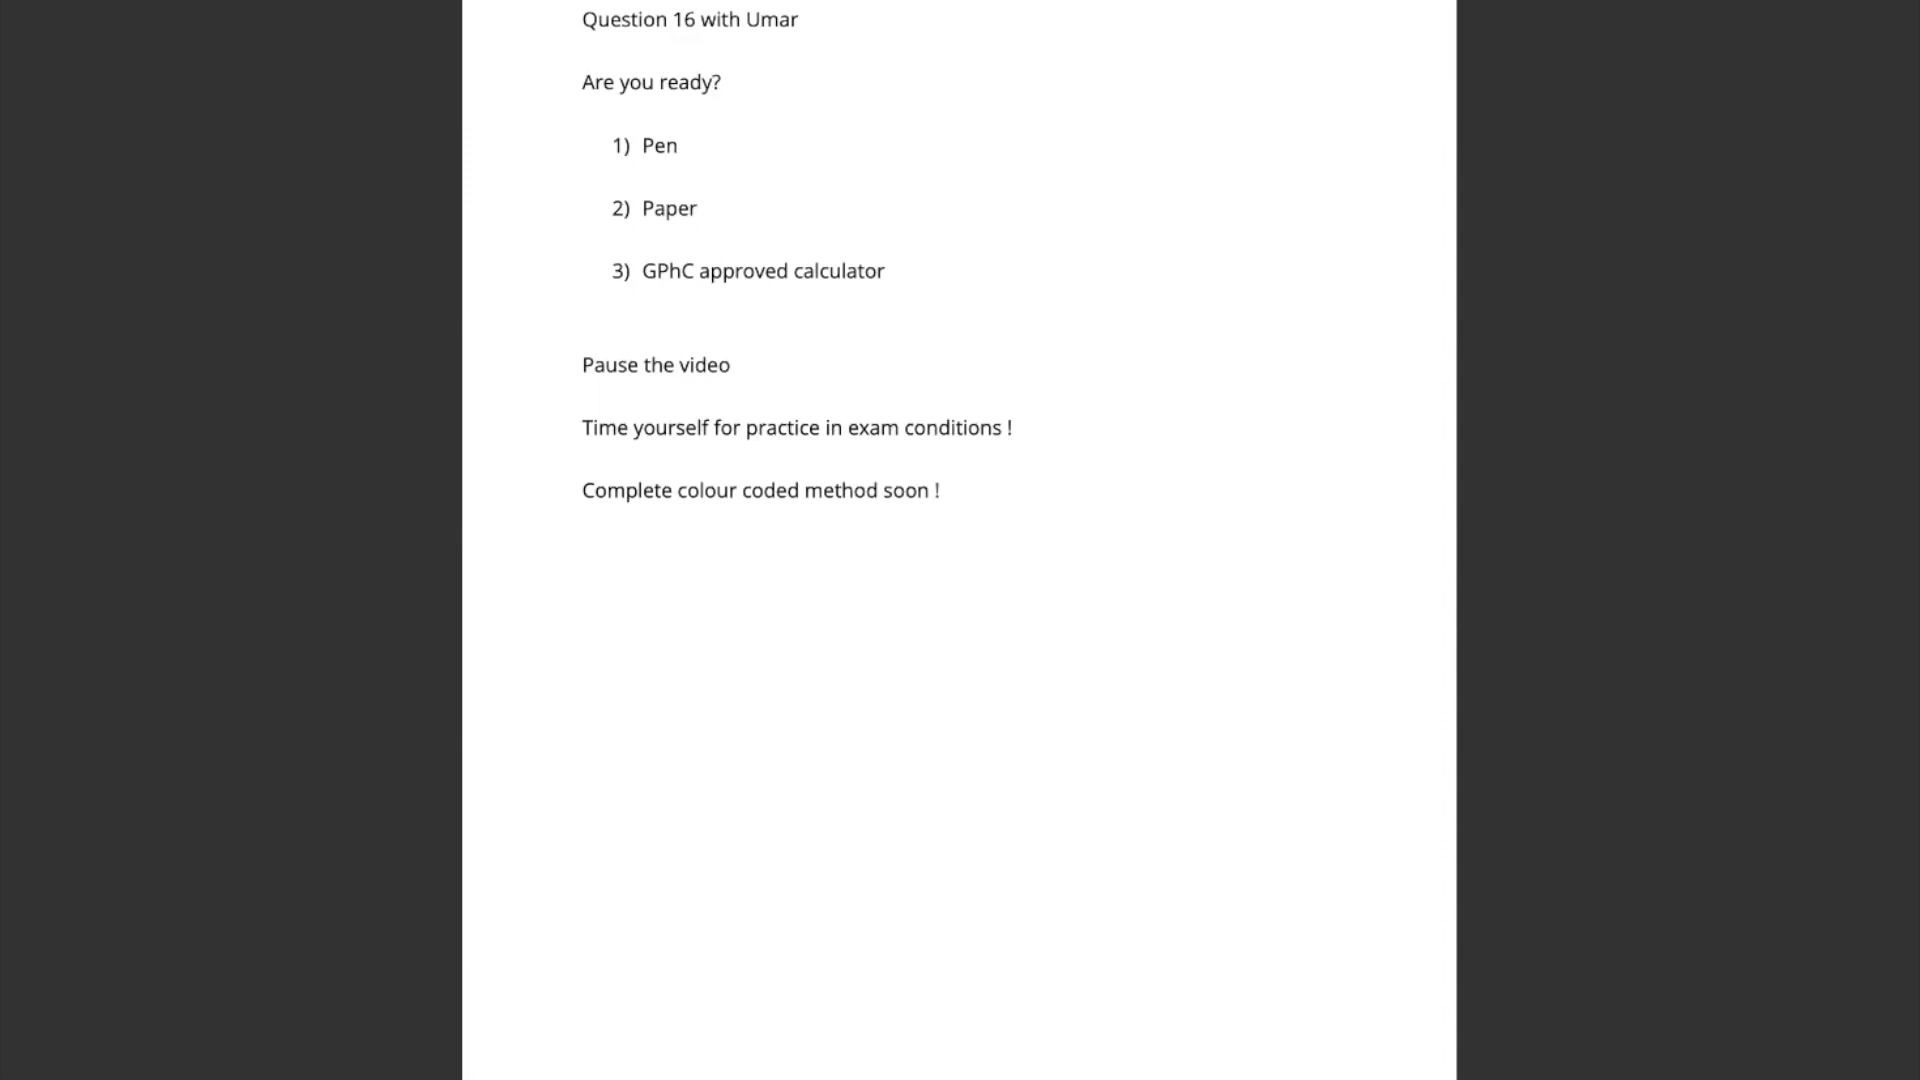 Question 16 with Umar
Are you ready?
1) Pen
2) Paper
3) GPhC approved calculator
Pause the video
Time yourself for practice in exam conditions !
Complete colour coded method soon !